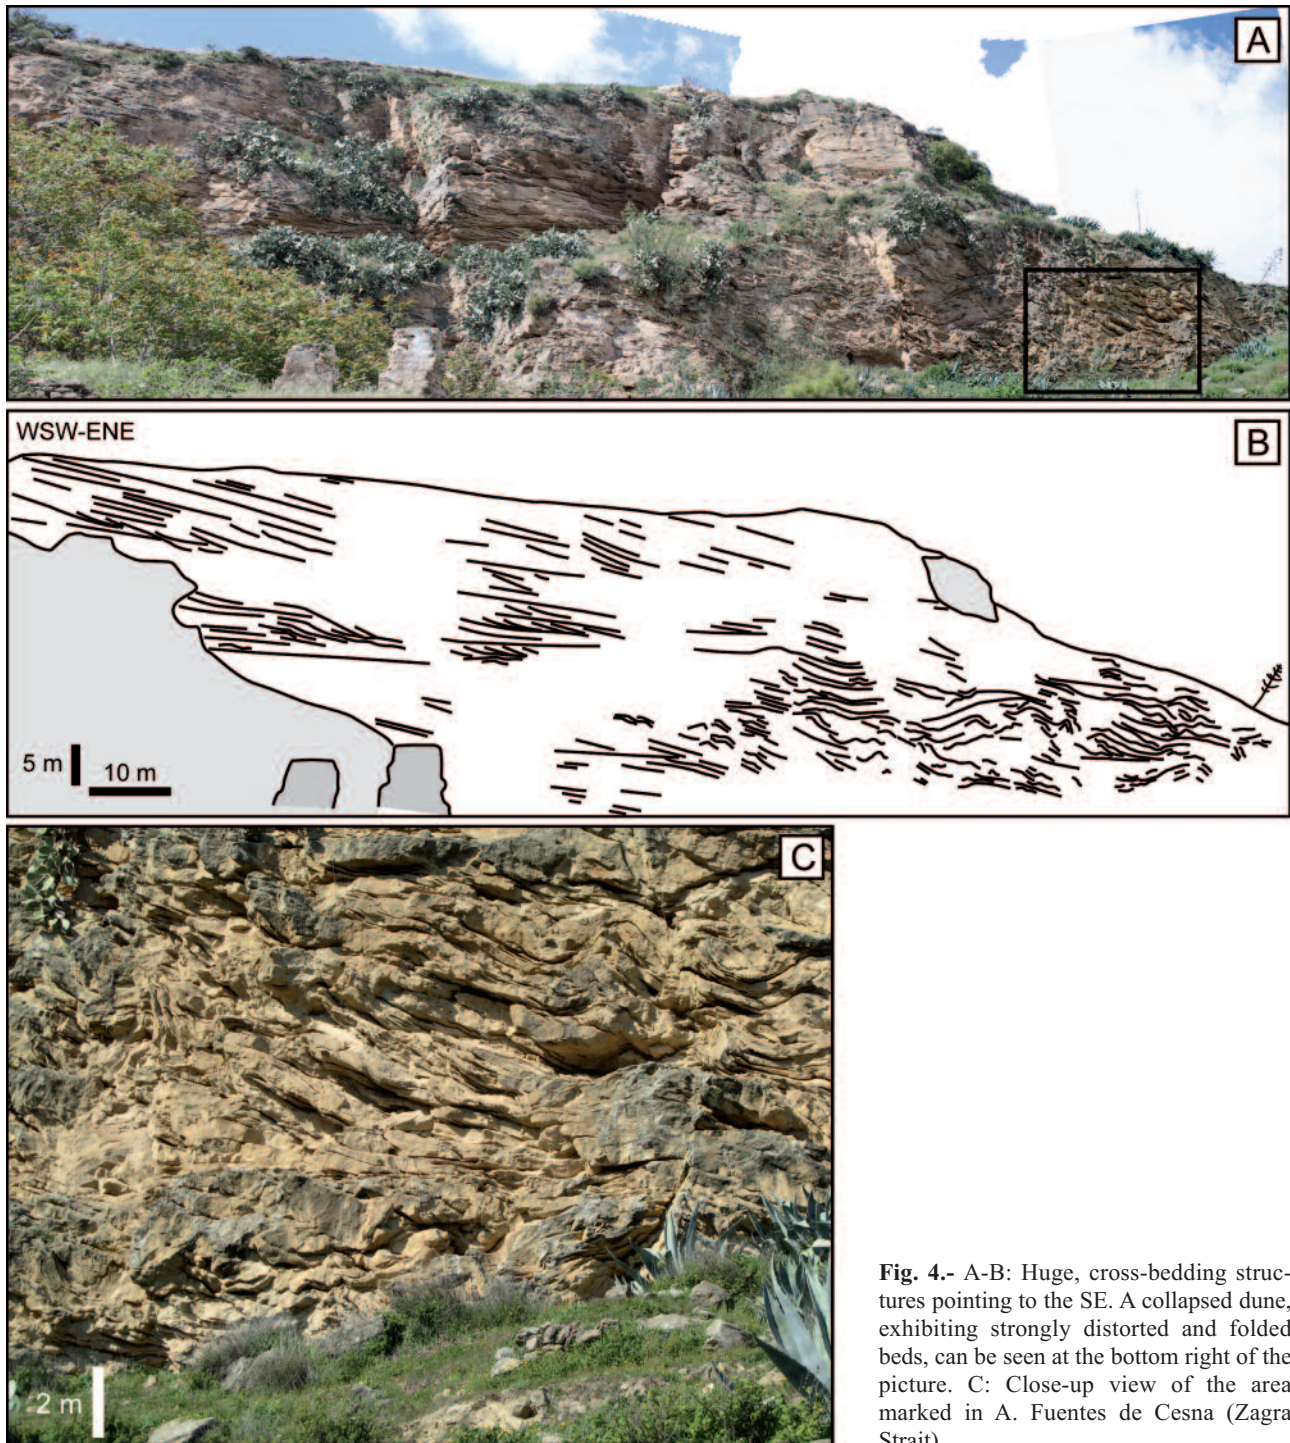 A
WSW-ENE
B
5 m
10 m
C
2 m
Fig. 4.- A-B: Huge, cross-bedding struc-
tures pointing to the SE. A collapsed dune,
exhibiting strongly distorted and folded
beds, can be seen at the bottom right of the
picture. C: Close-up view of the area
marked in A. Fuentes de Cesna (Zagra
Strait)